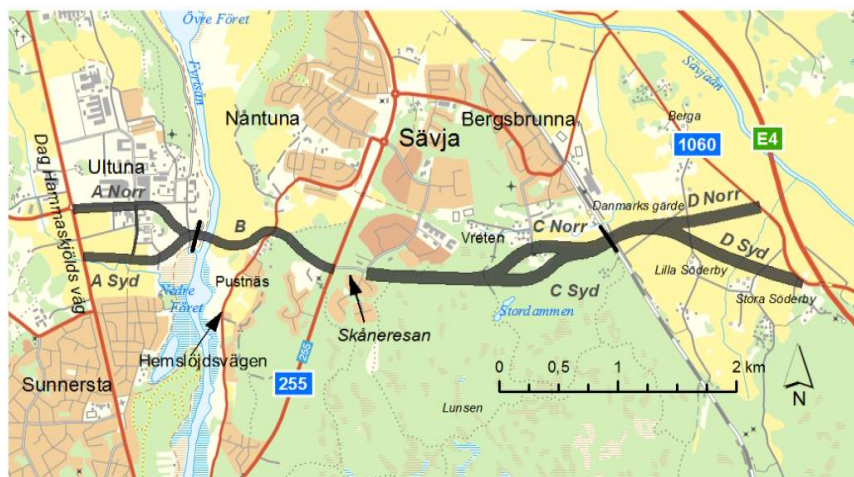 Övre Föret
Fyrisån
Nåntuna
Sävja
Bergsbrunna
Sävjaån
Berga
1060
E4
Ultuna
Dag Hammaskjölds väg
A Norr
B
A Syd
Danmarks gärde
D Norr
C Norr
Vreten
D Syd
Lilla Söderby
Stora Söderby
C Syd
Stordammen
Pustnäs
Nedre
Föret
Skåneresan
Hemslöjdsvägen
255
255
Sunnersta
Lunsen
0 0,5 1 2 km
N